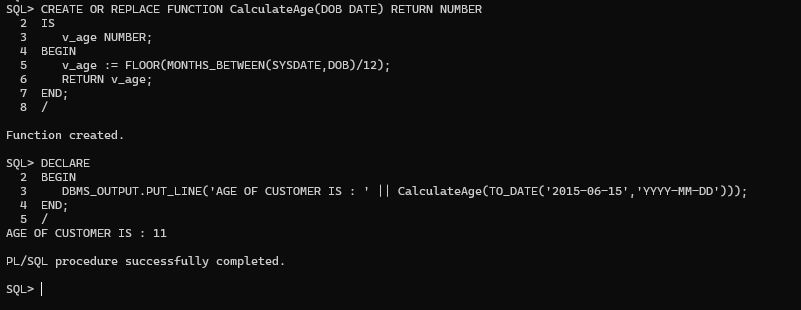 SQL> CREATE OR REPLACE FUNCTION CalculateAge(DOB DATE) RETURN NUMBER
  2  IS
  3     v_age NUMBER;
  4  BEGIN
  5     v_age := FLOOR(MONTHS_BETWEEN(SYSDATE,DOB)/12);
  6     RETURN v_age;
  7  END;
  8  /
Function created.
SQL> DECLARE
  2  BEGIN
  3     DBMS_OUTPUT.PUT_LINE('AGE OF CUSTOMER IS : ' || CalculateAge(TO_DATE('2015-06-15','YYYY-MM-DD')));
  4  END;
  5  /
AGE OF CUSTOMER IS : 11
PL/SQL procedure successfully completed.
SQL>